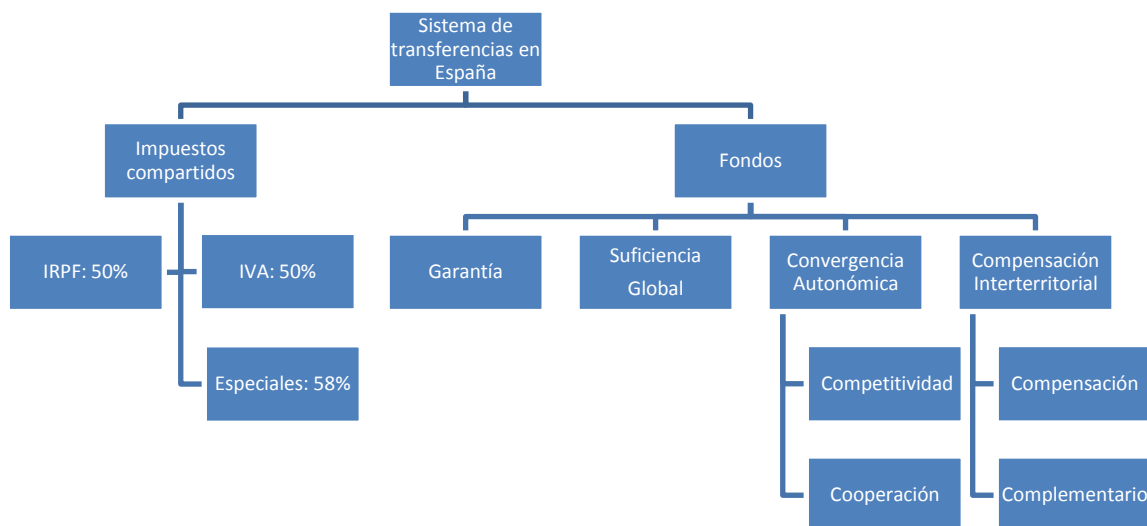 Sistema de
transferencias en
España
Impuestos
compartidos
Fondos
IRPF: 50%
IVA: 50%
Garantía
Suficiencia
Global
Convergencia
Autonómica
Compensación
Interterritorial
Especiales: 58%
Competitividad
Compensación
Cooperación
Complementario